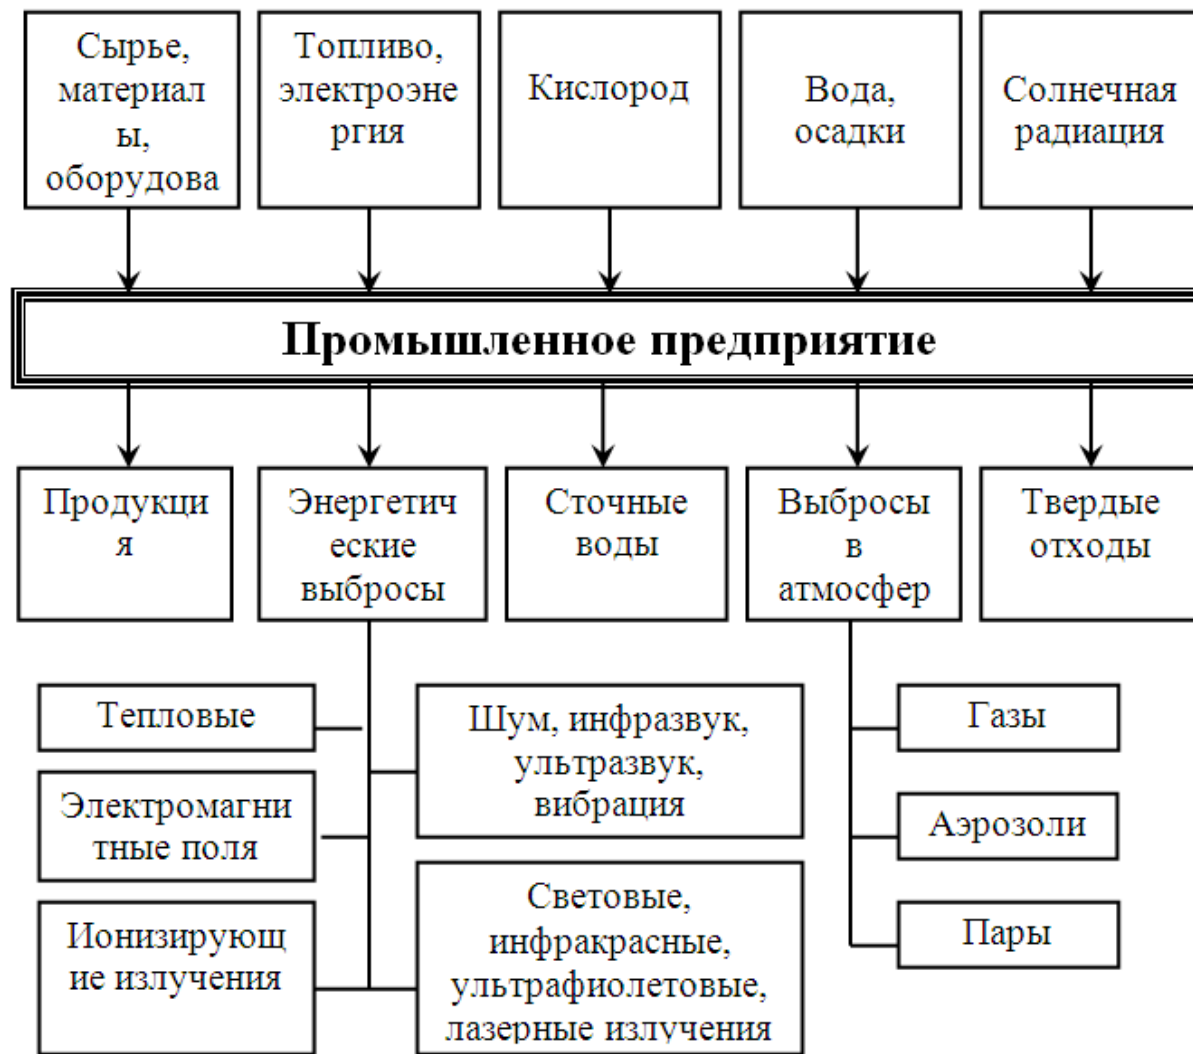 Сырье,
материал
ы,
оборудова
Топливо,
электроэне
ргия
Кислород
Вода,
осадки
Солнечная
радиация
Промышленное предприятие
Продукци
я
Энергетич
еские
выбросы
Сточные
воды
Выбросы
в
атмосфер
Твердые
отходы
Тепловые
Электромагни
тные поля
Ионизирующ
ие излучения
Шум, инфразвук,
ультразвук,
вибрация
Световые,
инфракрасные,
ультрафиолетовые,
лазерные излучения
Газы
Аэрозоли
Пары